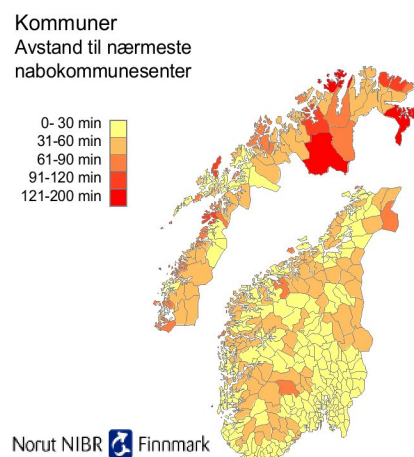 Kommuner
Avstand til nærmeste
nabokommunesenter
0- 30 min
31-60 min
61-90 min
91-120 min
121-200 min
Norut NIBR Finnmark